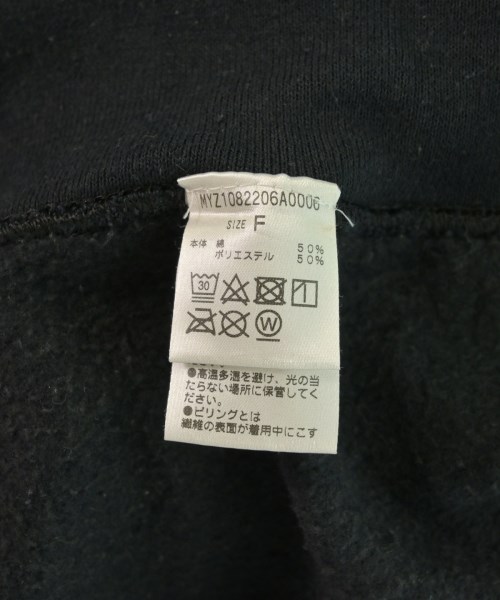 MYZ1082206A0006
SIZE F
本体 綿 50%
ポリエステル 50%
30
W
●高温多湿を避け、光の当
たらない場所に保管してく
ださい。
●ピリングとは
繊維の表面が着用中にこす